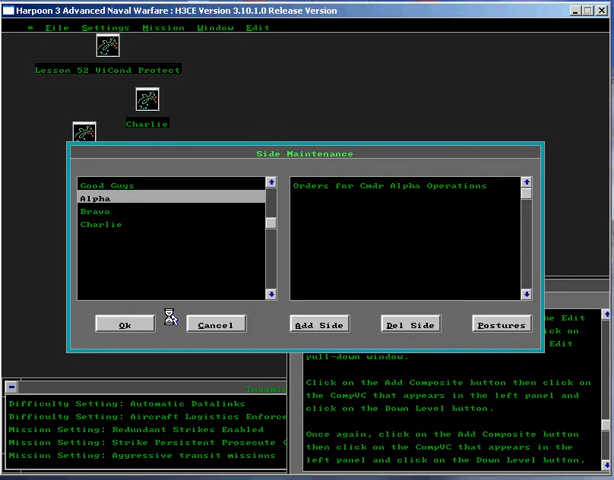 Harpoon 3 Advanced Naval Warfare : H3CE Version 3.10.1.0 Release Version
* File Settings Mission Window Edit
Lesson 52 ViCond Protect
Charlie
Side Maintenance
Good Guys
Alpha
Bravo
Charlie
Orders for Cmdr Alpha Operations
Ok
Cancel
Add Side
Del Side
Postures
the Edit
ck on
Edit
pull-down window.
Click on the Add Composite button then click on
the CompVC that appears in the left panel and
click on the Down Level button.
Once again, click on the Add Composite button
then click on the CompVC that appears in the
left panel and click on the Down Level button.
Difficulty Setting: Automatic Datalinks
Difficulty Setting: Aircraft Logistics Enforce
Mission Setting: Redundant Strikes Enabled
Mission Setting: Strike Persistent Prosecute
Mission Setting: Aggressive transit missions